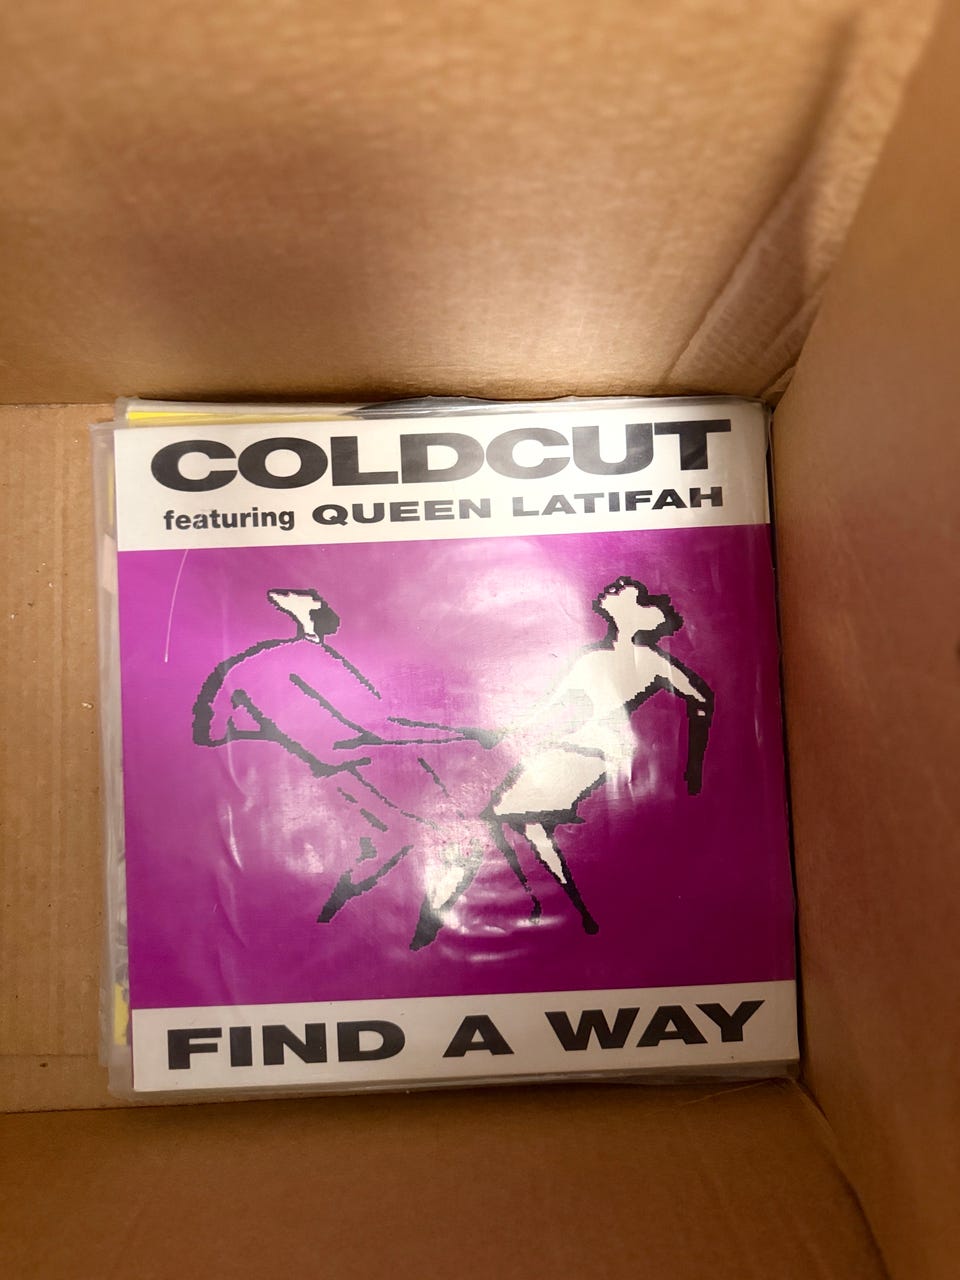 COLDCUT
featuring QUEEN LATIFAH
FIND A WAY